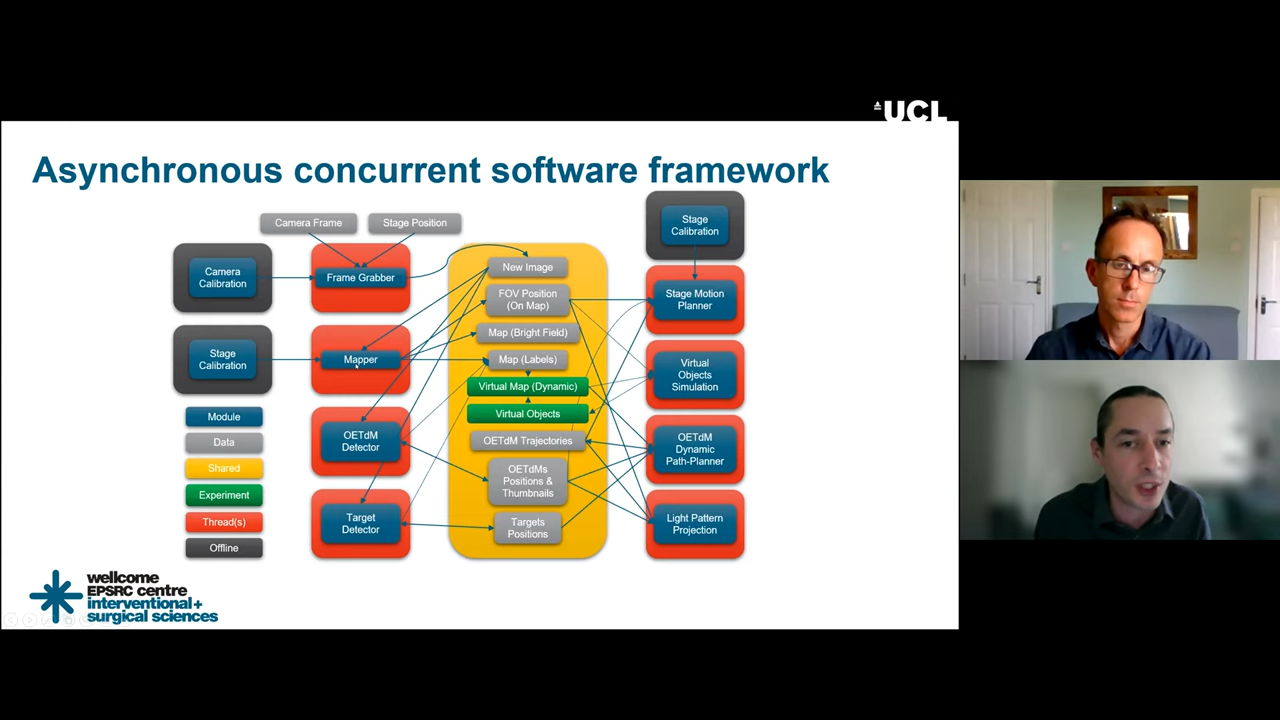 UCL
Asynchronous concurrent software framework
Camera Frame
Stage Position
Camera
Calibration
Frame Grabber
Stage
Calibration
Mapper
OETdM
Detector
Target
Detector
Module
Data
Shared
Experiment
Thread(s)
Offline
New Image
FOV Position
(On Map)
Map (Bright Field)
Map (Labels)
Virtual Map (Dynamic)
Virtual Objects
OETdM Trajectories
OETdMs
Positions &
Thumbnails
Targets
Positions
Stage
Calibration
Stage Motion
Planner
Virtual
Objects
Simulation
OETdM
Dynamic
Path-Planner
Light Pattern
Projection
wellcome
EPSRC centre
interventional+
surgical sciences